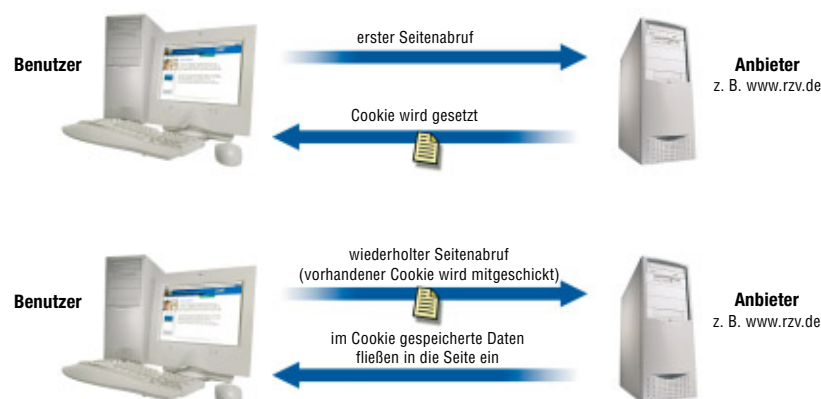 erster Seitenabruf
Benutzer
Anbieter
z. B. www.rzv.de
Cookie wird gesetzt
wiederholter Seitenabruf
(vorhandener Cookie wird mitgeschickt)
Benutzer
Anbieter
z. B. www.rzv.de
im Cookie gespeicherte Daten
fließen in die Seite ein